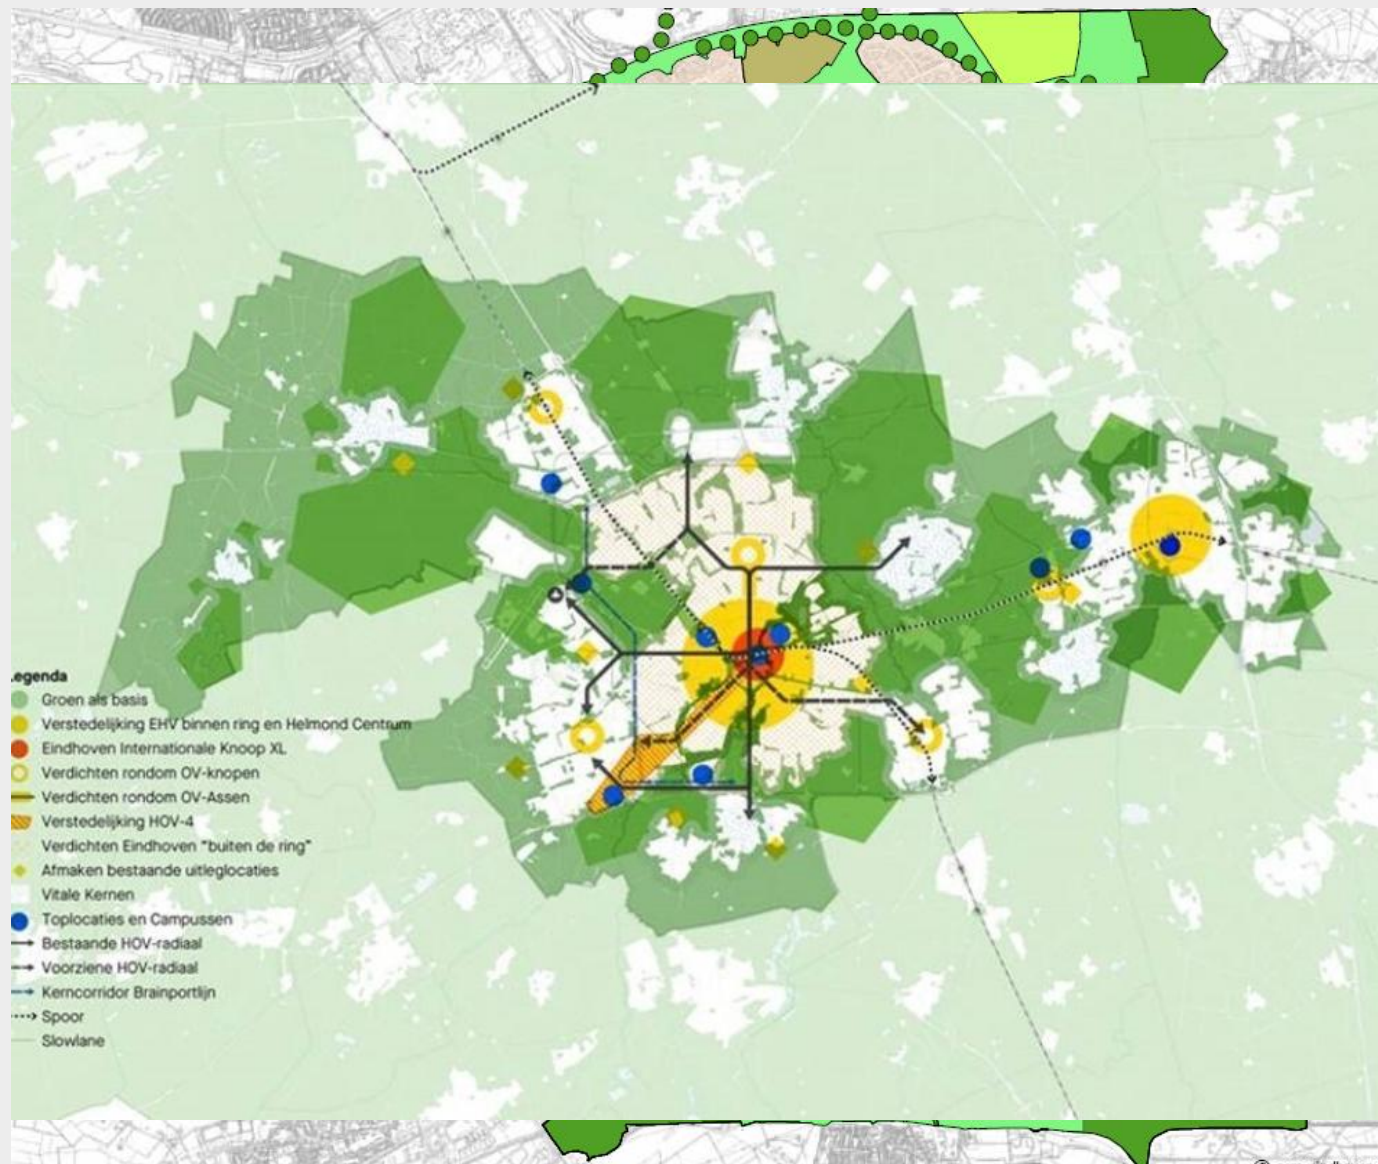 Legenda
Groen als basis
Verstedelijking EHV binnen ring en Helmond Centrum
Eindhoven Internationale Knoop XL
Verdichten rondom OV-knopen
Verdichten rondom OV-Assen
Verstedelijking HOV-4
Verdichten Eindhoven "buiten de ring"
Afmaken bestaande uitleglocaties
Vitale Kernen
Toplocaties en Campussen
Bestaande HOV-radiaal
Voorziene HOV-radiaal
Kerncorridor Brainportlijn
Spoor
Slowlane